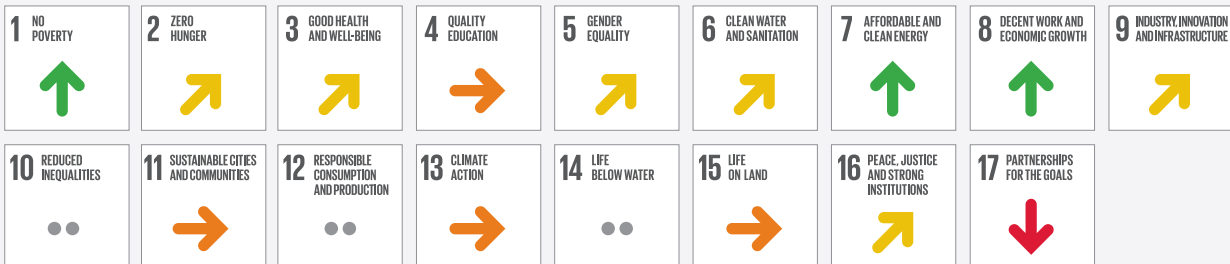 1 NO
POVERTY
2 ZERO
HUNGER
3 GOOD HEALTH
AND WELL-BEING
4 QUALITY
EDUCATION
5 GENDER
EQUALITY
6 CLEAN WATER
AND SANITATION
7 AFFORDABLE AND
CLEAN ENERGY
8 DECENT WORK AND
ECONOMIC GROWTH
9 INDUSTRY, INNOVATION
AND INFRASTRUCTURE
10 REDUCED
INEQUALITIES
11 SUSTAINABLE CITIES
AND COMMUNITIES
12 RESPONSIBLE
CONSUMPTION
AND PRODUCTION
13 CLIMATE
ACTION
14 LIFE
BELOW WATER
15 LIFE
ON LAND
16 PEACE, JUSTICE
AND STRONG
INSTITUTIONS
17 PARTNERSHIPS
FOR THE GOALS